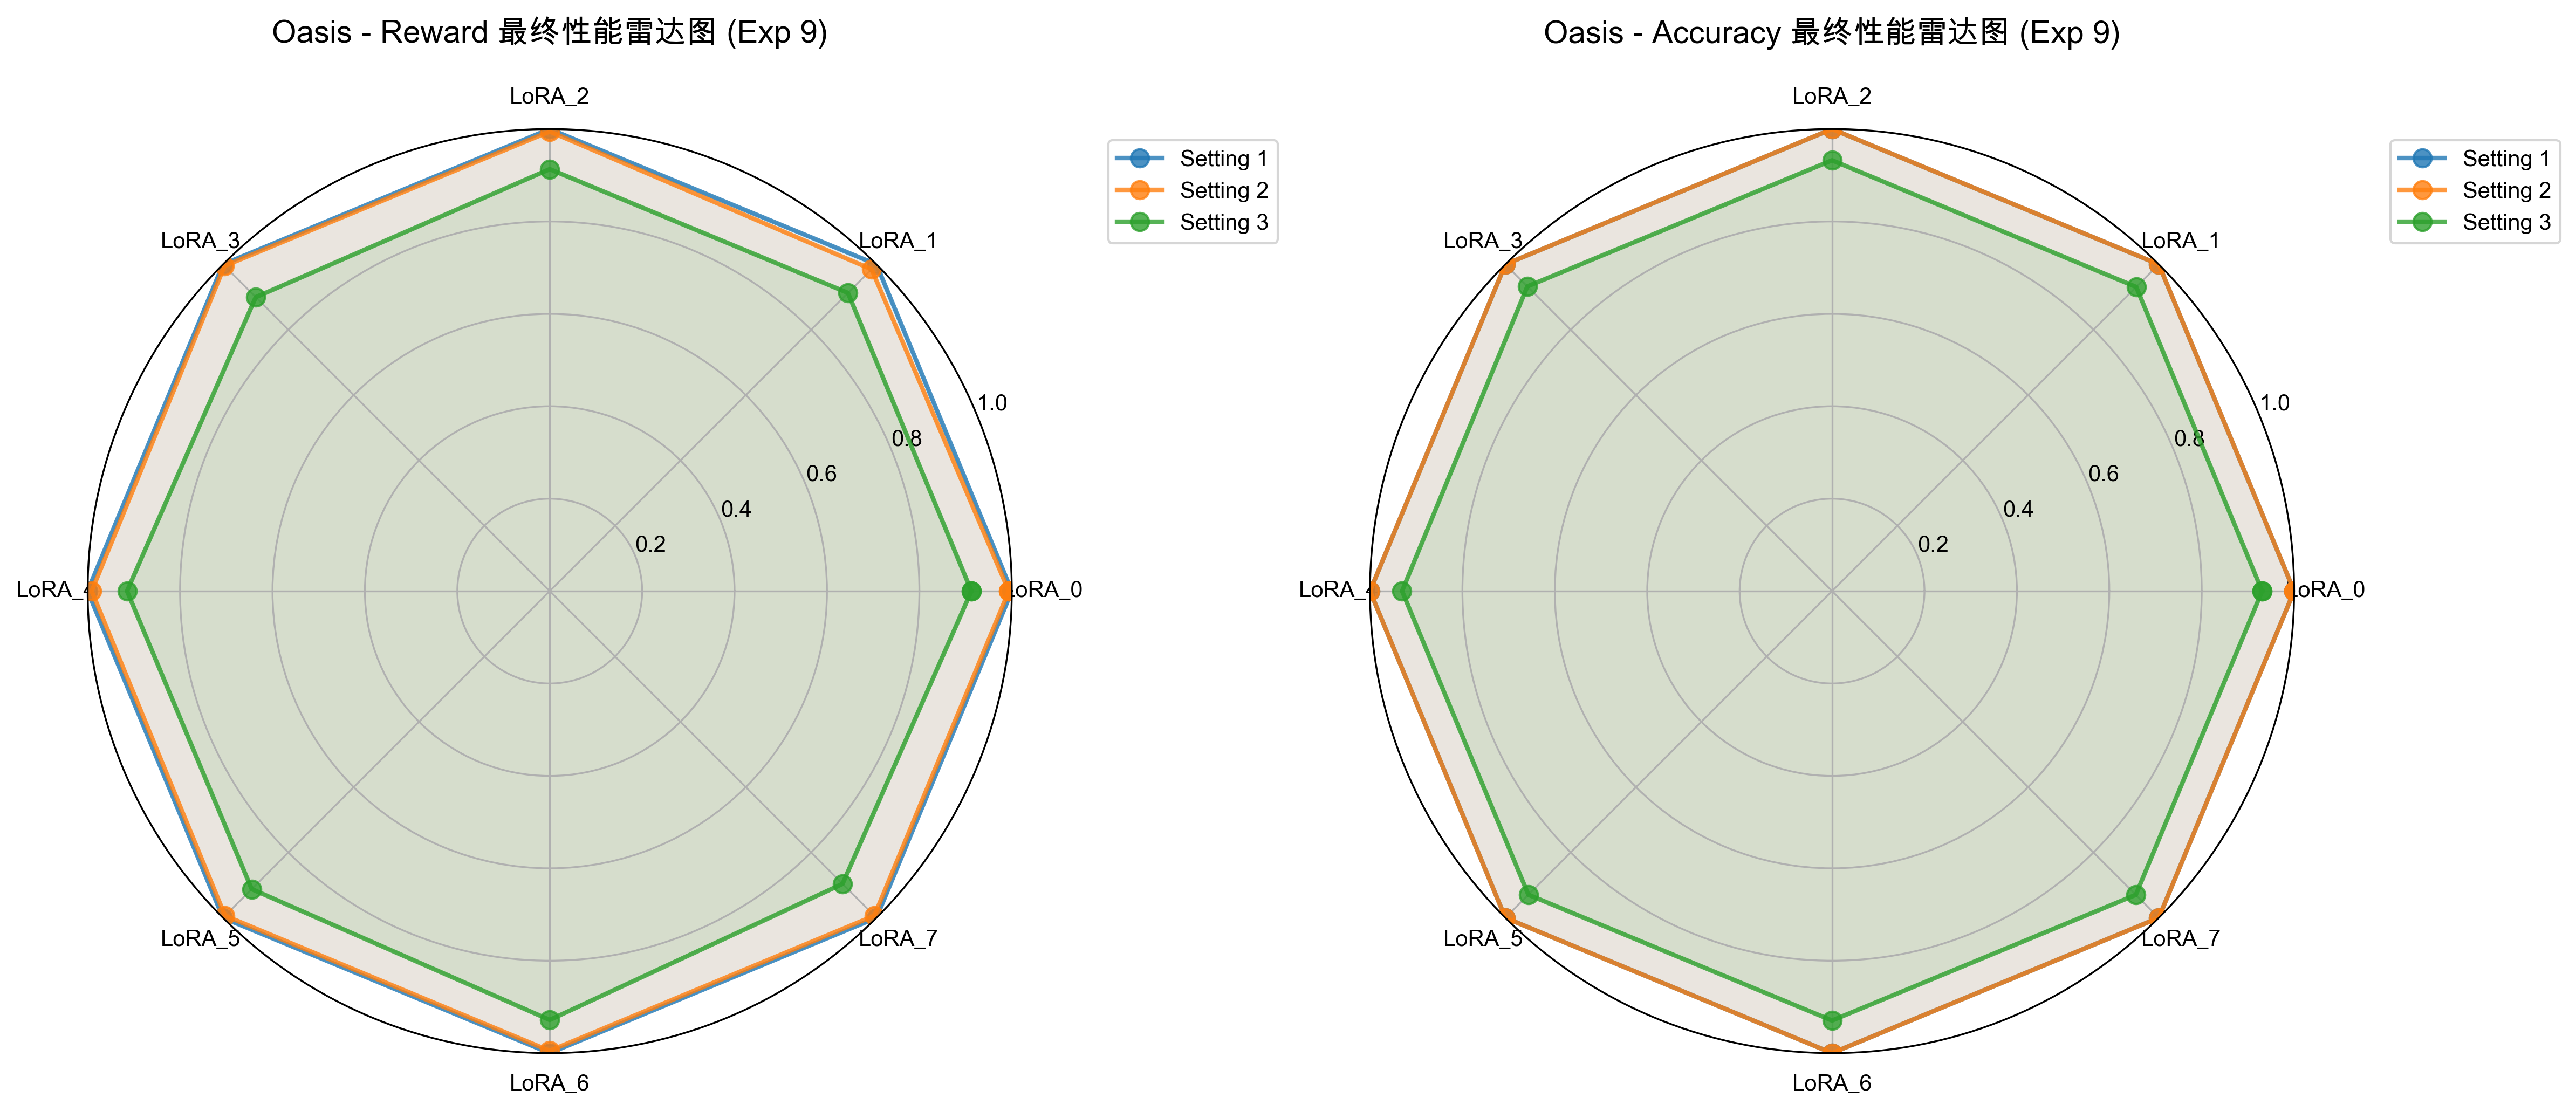 Oasis - Reward 最终性能雷达图 (Exp 9)
LoRA_2
LoRA_3
LoRA_1
1.0
0.8
0.6
0.4
0.2
LoRA_4
LoRA_0
LoRA_5
LoRA_7
LoRA_6
Setting 1
Setting 2
Setting 3
Oasis - Accuracy 最终性能雷达图 (Exp 9)
LoRA_2
LoRA_3
LoRA_1
1.0
0.8
0.6
0.4
0.2
LoRA_4
LoRA_0
LoRA_5
LoRA_7
LoRA_6
Setting 1
Setting 2
Setting 3